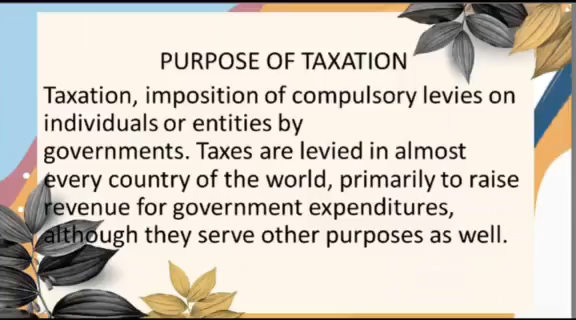 PURPOSE OF TAXATION
Taxation, imposition of compulsory levies on
individuals or entities by
governments. Taxes are levied in almost
every country of the world, primarily to raise
revenue for government expenditures,
although they serve other purposes as well.